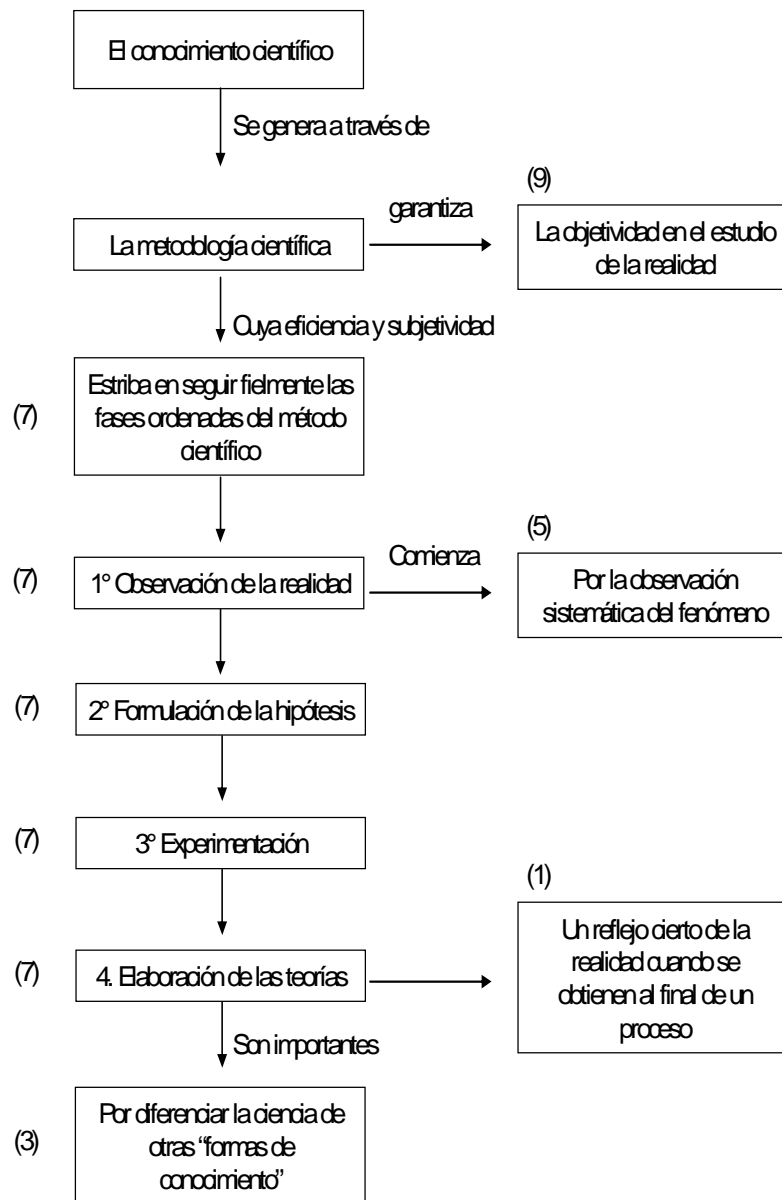 El conocimiento científico
Se genera a través de
(9)
garantiza
La metodología científica
La objetividad en el estudio
de la realidad
Cuya eficiencia y subjetividad
(7)
Estriba en seguir fielmente las
fases ordenadas del método
científico
(5)
Comienza
(7)
1º Observación de la realidad
Por la observación
sistemática del fenómeno
(7)
2º Formulación de la hipótesis
(7)
3º Experimentación
(1)
(7)
4. Elaboración de las teorías
Un reflejo cierto de la
realidad cuando se
obtienen al final de un
proceso
Son importantes
(3)
Por diferenciar la ciencia de
otras “formas de
conocimiento”